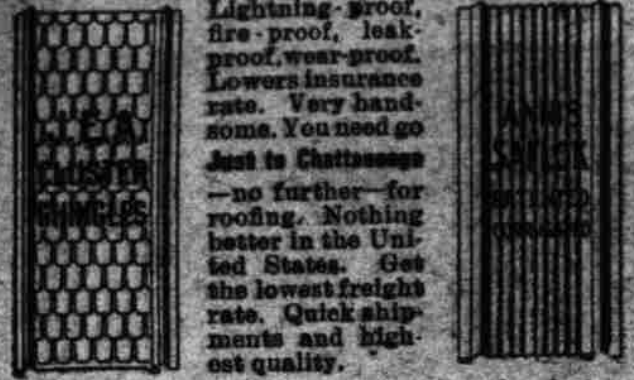 Lightning-proof,
fire-proof, leak-
proof, wear-proof.
Lowers insurance
rate. Very hand-
some. You need go
Just to Chattanooga
—no further—for
roofing. Nothing
better in the Uni-
ted States. Get
the lowest freight
rate. Quick ship-
ments and high-
est quality.
CLUSTER
SHINGLES